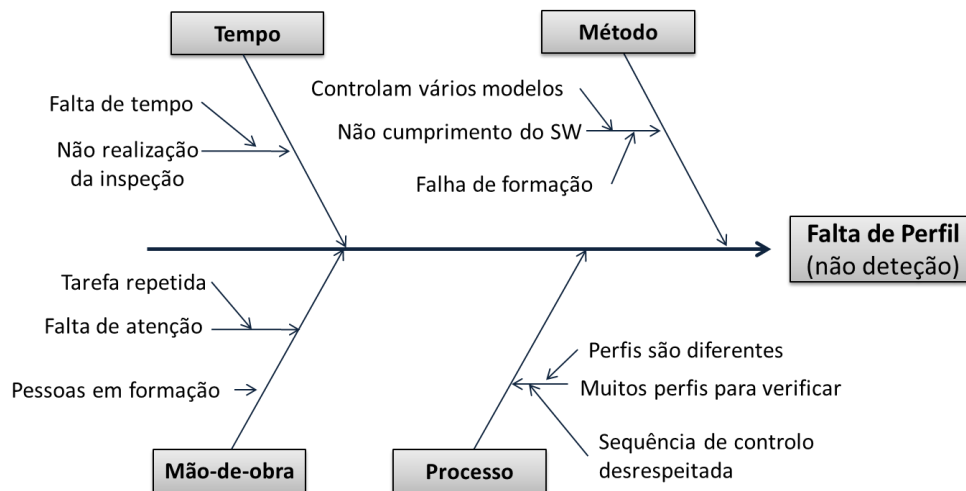 Tempo
Método
Falta de tempo
Não realização
da inspeção
Controlam vários modelos
Não cumprimento do SW
Falha de formação
Falta de Perfil
(não deteção)
Tarefa repetida
Falta de atenção
Pessoas em formação
Perfis são diferentes
Muitos perfis para verificar
Sequência de controlo
desrespeitada
Mão-de-obra
Processo